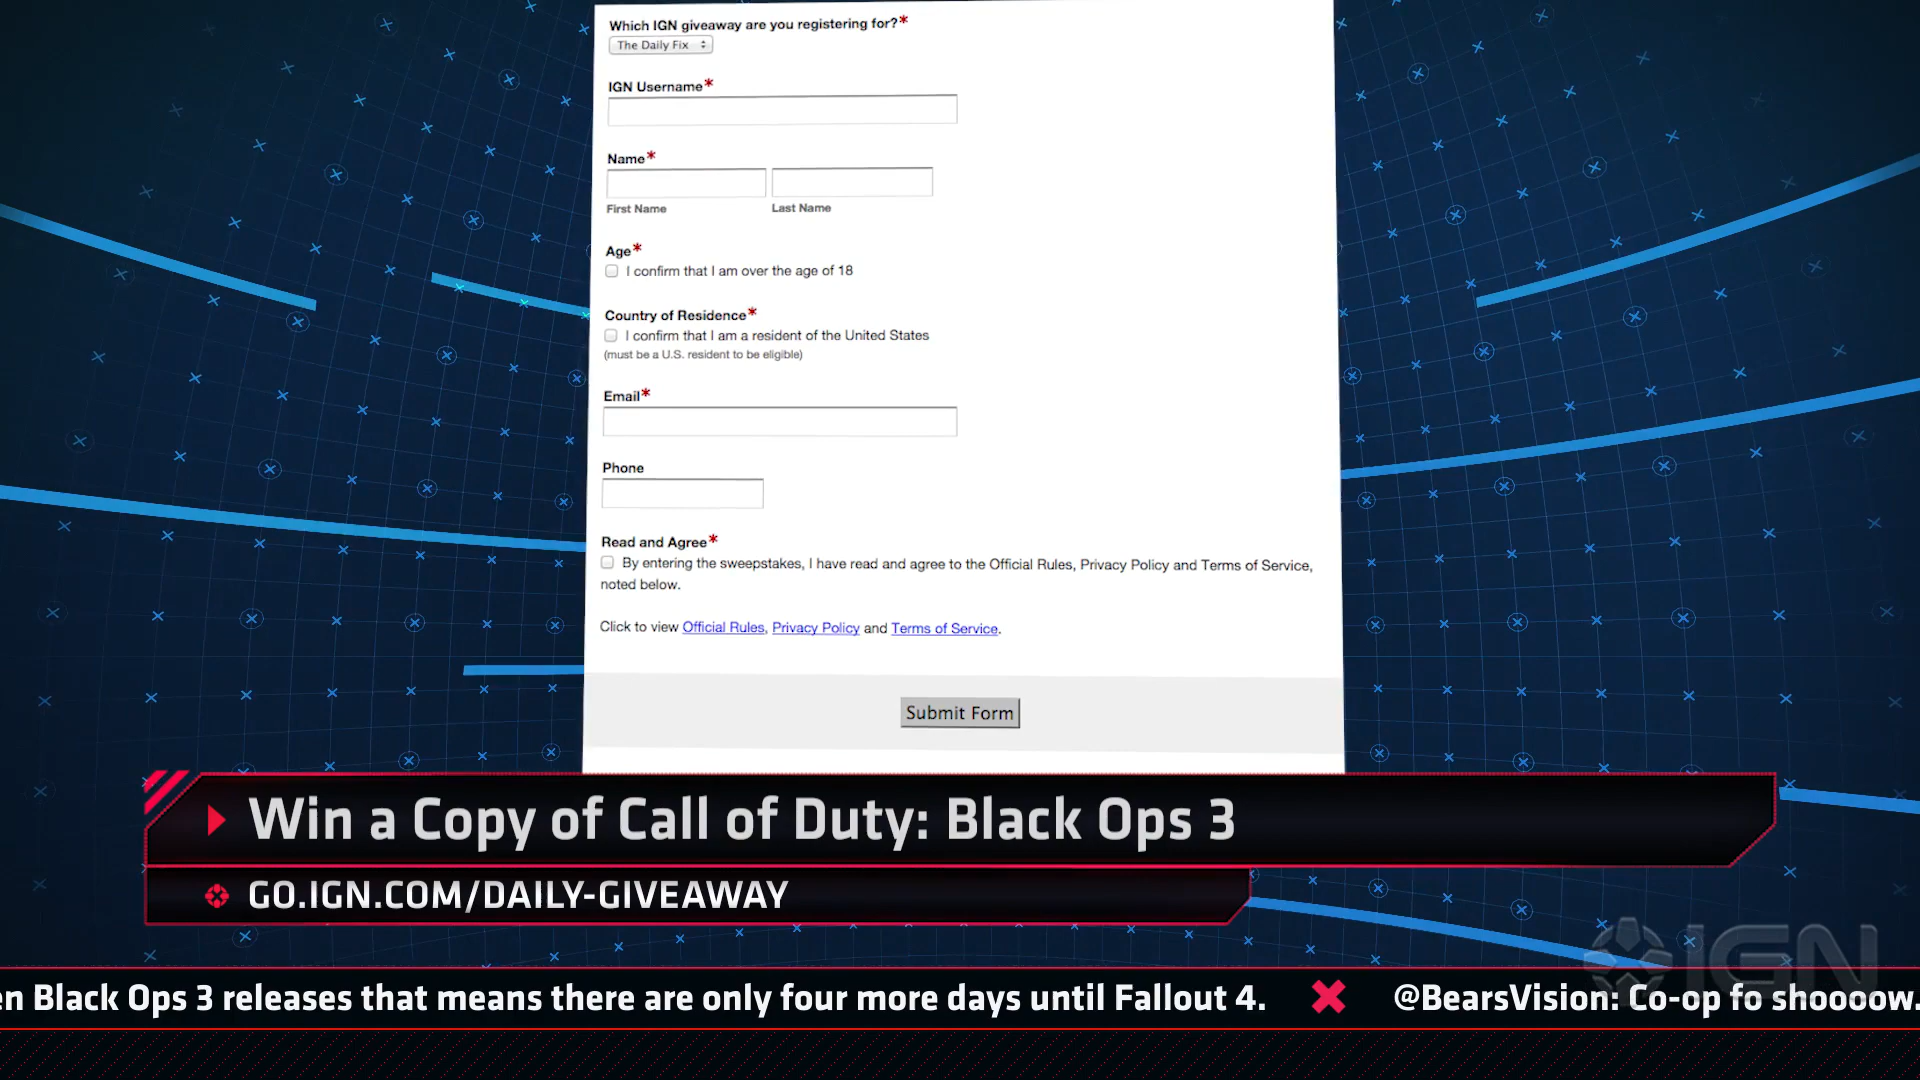 Which IGN giveaway are you registering for?*
The Daily Fix
IGN Username*
Name*
First Name Last Name
Age*
I confirm that I am over the age of 18
Country of Residence*
I confirm that I am a resident of the United States
(must be a U.S. resident to be eligible)
Email*
Phone
Read and Agree*
By entering the sweepstakes, I have read and agree to the Official Rules, Privacy Policy and Terms of Service,
noted below.
Click to view Official Rules, Privacy Policy and Terms of Service.
Submit Form
Win a Copy of Call of Duty: Black Ops 3
GO.IGN.COM/DAILY-GIVEAWAY
IGN
en Black Ops 3 releases that means there are only four more days until Fallout 4. @BearsVision: Co-op fo shoooow.